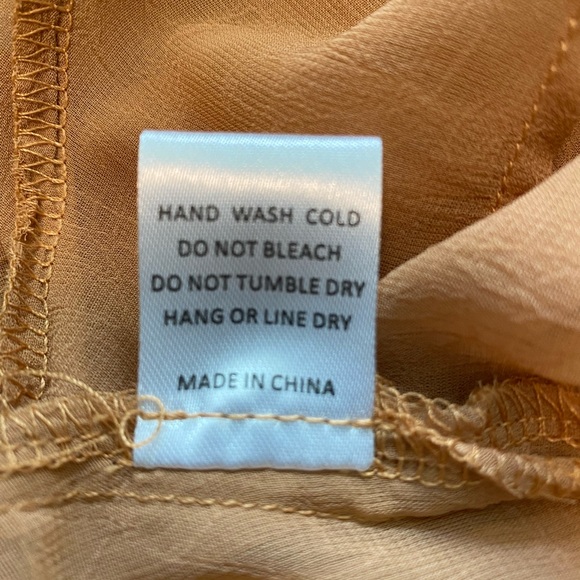 HAND WASH COLD
DO NOT BLEACH
DO NOT TUMBLE DRY
HANG OR LINE DRY
MADE IN CHINA